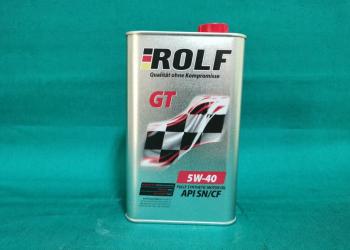 ROLF
Qualität ohne Kompromisse
GT
5W-40
FULLY SYNTHETIC MOTOR OIL
API SN/CF